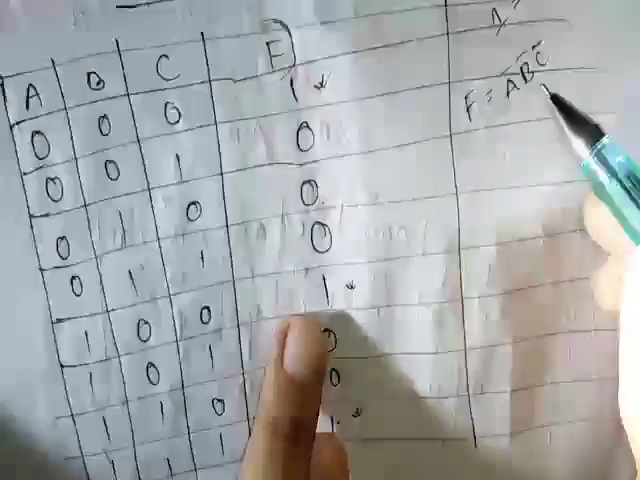 A B C F
0 0 0 1
0 0 1 0
0 1 0 0
0 1 1 0
1 0 0 1
1 0 1 0
1 1 0 0
1 1 1 1
F = A̅ B̅ C̅